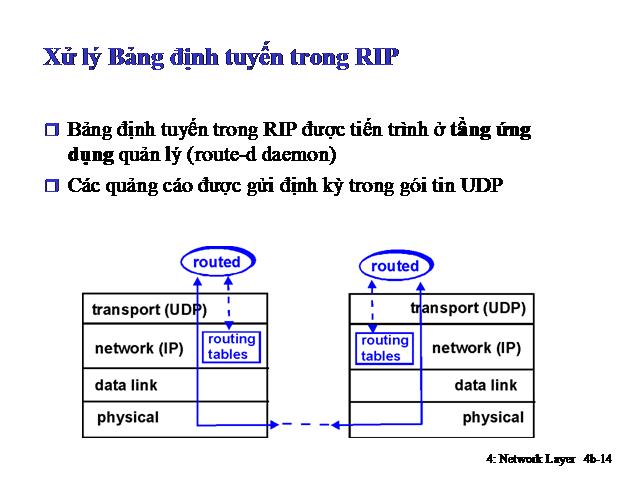 Xử lý Bảng định tuyến trong RIP
Bảng định tuyến trong RIP được tiến trình ở tầng ứng
dụng quản lý (route-d daemon)
Các quảng cáo được gửi định kỳ trong gói tin UDP
routed
routed
transport (UDP)
transport (UDP)
network (IP)
routing
tables
routing
tables
network (IP)
data link
data link
physical
physical
4: Network Layer 4b-14